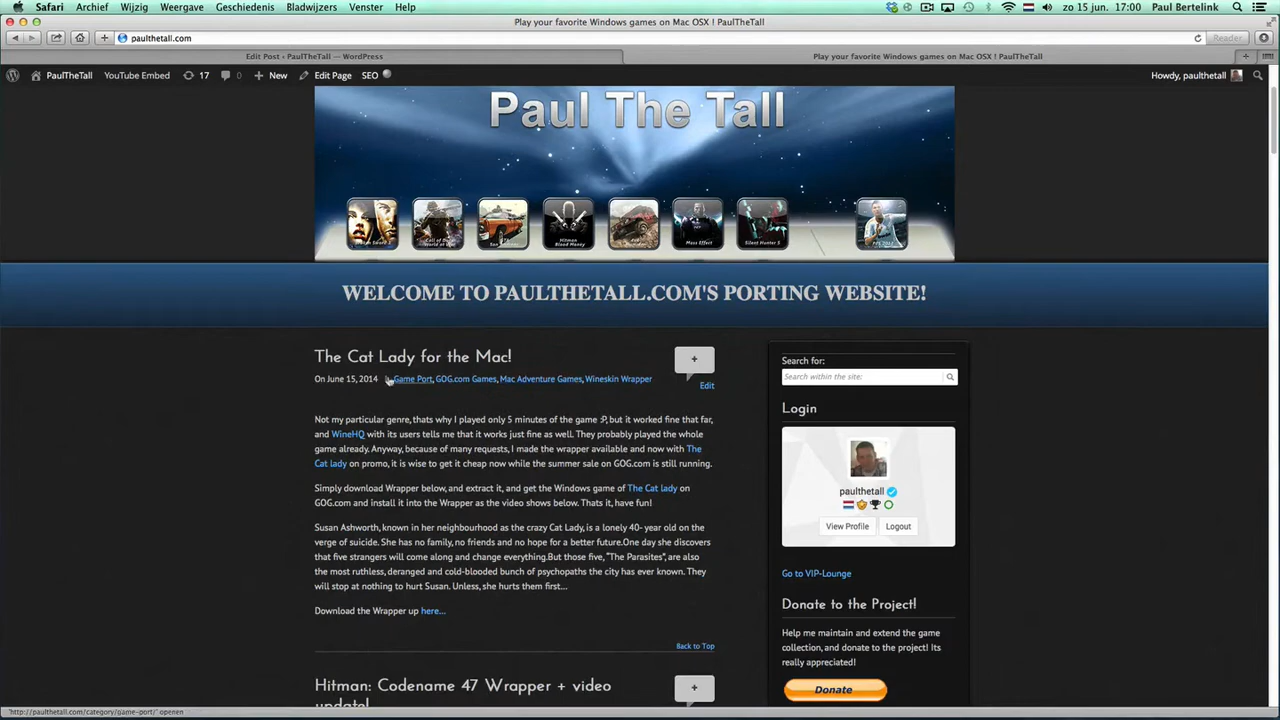 Safari Archief Wijzig Weergave Geschiedenis Bladwijzers Venster Help zo 15 jun. 17:00 Paul Bertelink
Play your favorite Windows games on Mac OSX ! PaulTheTall
paulthetall.com Reader
Edit Post ‹ PaulTheTall — WordPress Play your favorite Windows games on Mac OSX ! PaulTheTall
PaulTheTall YouTube Embed 17 0 New Edit Page SEO Howdy, paulthetall
Paul The Tall
Hitman
Mass Effect
Blood Money
Silent Hunter 5
WELCOME TO PAULTHETALL.COM'S PORTING WEBSITE!
The Cat Lady for the Mac!
+
On June 15, 2014 Game Port, GOG.com Games, Mac Adventure Games, Wineskin Wrapper
Edit
Not my particular genre, thats why I played only 5 minutes of the game :P, but it worked fine that far,
and WineHQ with its users tells me that it works just fine as well. They probably played the whole
game already. Anyway, because of many requests, I made the wrapper available and now with The
Cat lady on promo, it is wise to get it cheap now while the summer sale on GOG.com is still running.
Simply download Wrapper below, and extract it, and get the Windows game of The Cat lady on
GOG.com and install it into the Wrapper as the video shows below. Thats it, have fun!
Susan Ashworth, known in her neighbourhood as the crazy Cat Lady, is a lonely 40- year old on the
verge of suicide. She has no family, no friends and no hope for a better future.One day she discovers
that five strangers will come along and change everything.But those five, "The Parasites", are also
the most ruthless, deranged and cold-blooded bunch of psychopaths the city has ever known. They
will stop at nothing to hurt Susan. Unless, she hurts them first...
Download the Wrapper up here...
Back to Top
Hitman: Codename 47 Wrapper + video
update!
+
Search for:
Search within the site:
Login
paulthetall
View Profile Logout
Go to VIP-Lounge
Donate to the Project!
Help me maintain and extend the game
collection, and donate to the project! Its
really appreciated!
Donate
"http://paulthetall.com/category/game-port/" openen